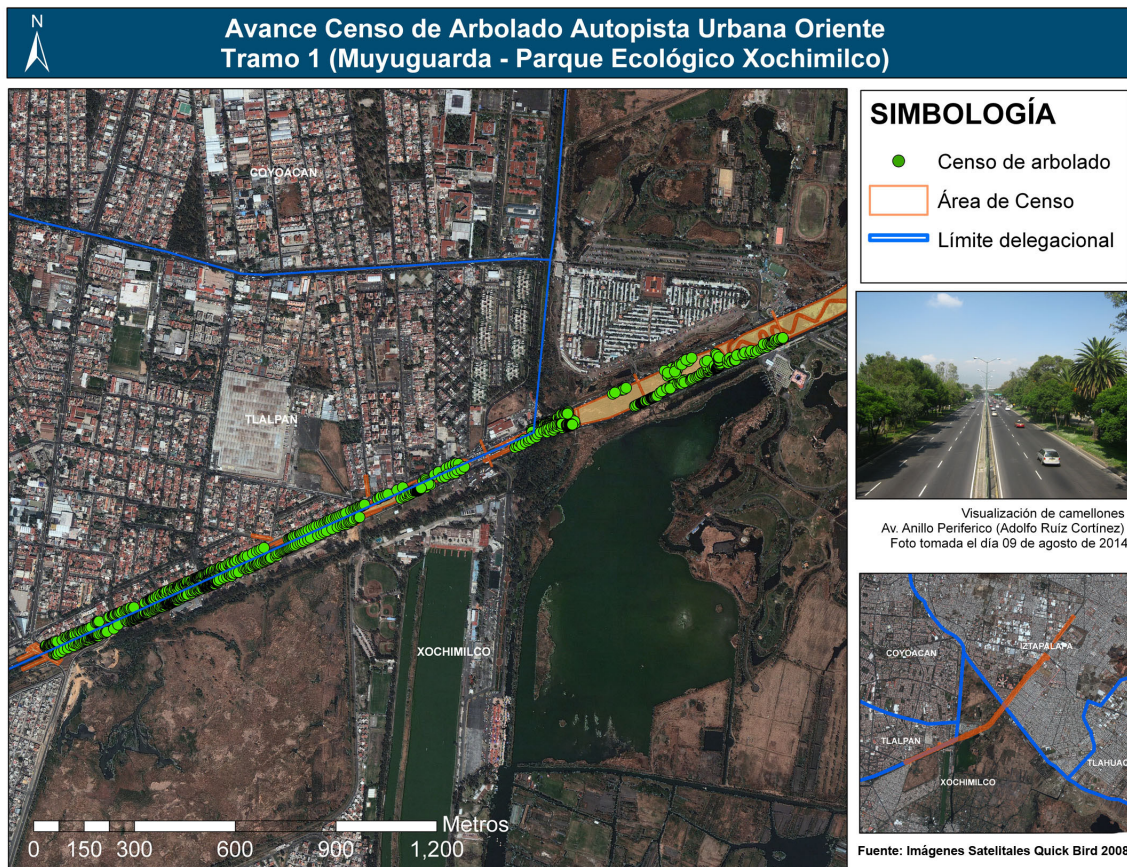 N
Avance Censo de Arbolado Autopista Urbana Oriente
Tramo 1 (Muyuguarda - Parque Ecológico Xochimilco)
COYOACAN
TLALPAN
XOCHIMILCO
Metros
0 150 300 600 900 1,200
SIMBOLOGÍA
Censo de arbolado
Área de Censo
Límite delegacional
Visualización de camellones
Av. Anillo Periferico (Adolfo Ruíz Cortínez)
Foto tomada el día 09 de agosto de 2014
COYOACAN
IZTAPALAPA
TLALPAN
TLAHUAC
XOCHIMILCO
Fuente: Imágenes Satelitales Quick Bird 2008